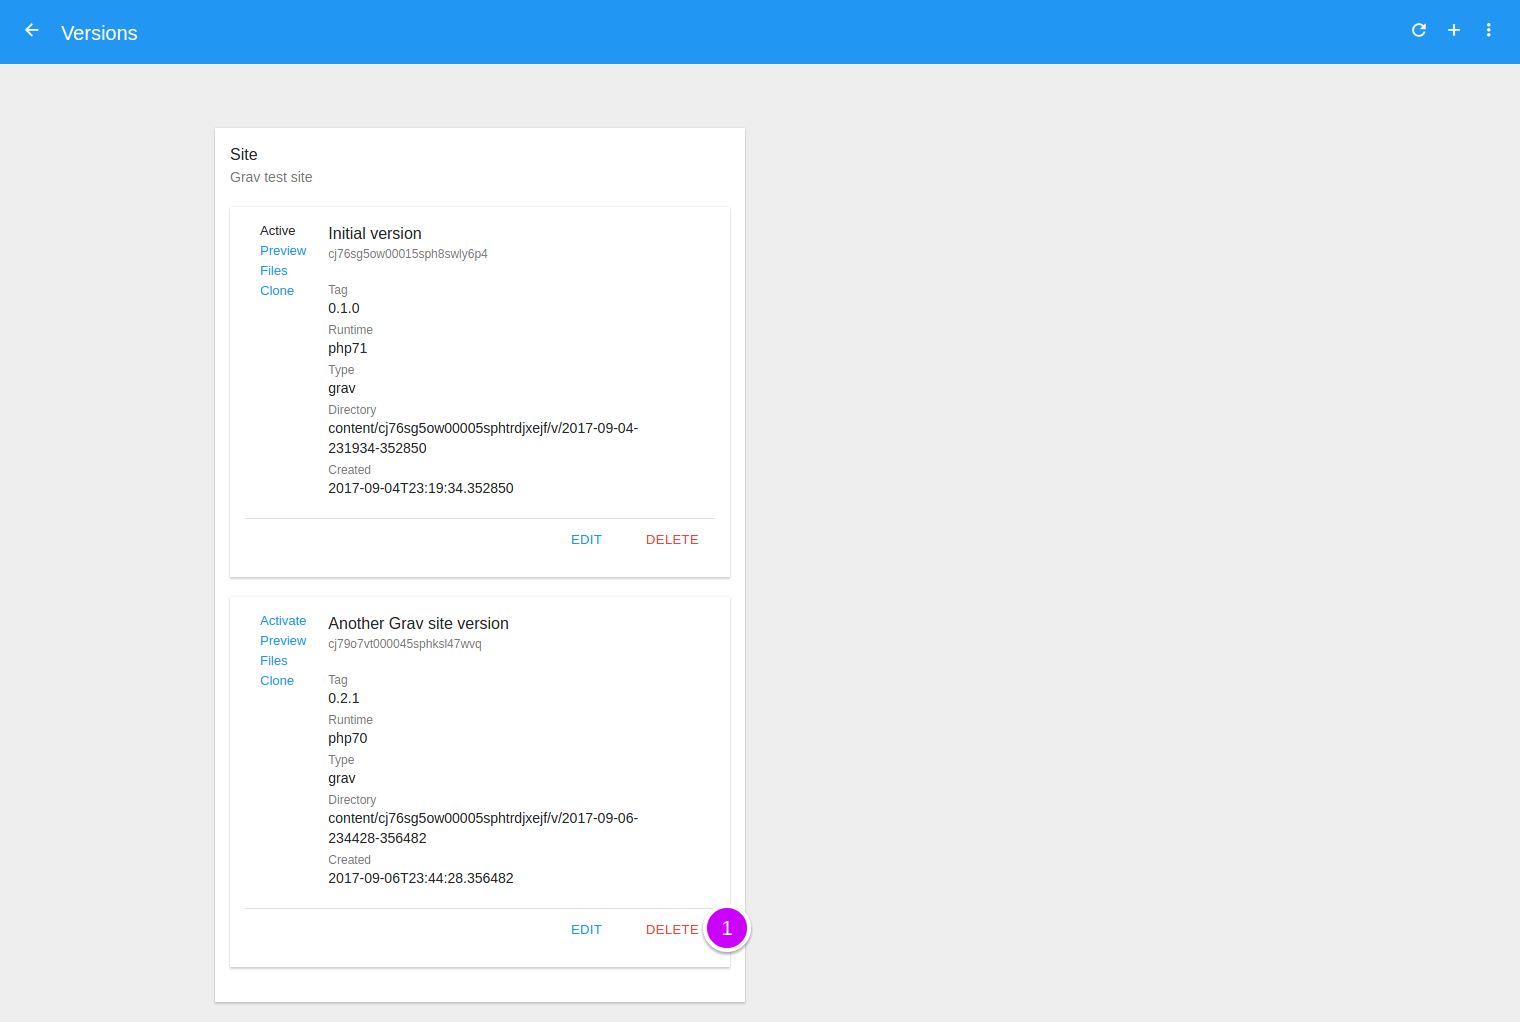 Versions
Site
Grav test site
Active
Preview
Files
Clone
Initial version
cj76sg5ow00015sph8swly6p4
Tag
0.1.0
Runtime
php71
Type
grav
Directory
content/cj76sg5ow00005sphtrdjxejf/v/2017-09-04-
231934-352850
Created
2017-09-04T23:19:34.352850
EDIT DELETE
Activate
Preview
Files
Clone
Another Grav site version
cj79o7vt000045sphksl47wvq
Tag
0.2.1
Runtime
php70
Type
grav
Directory
content/cj76sg5ow00005sphtrdjxejf/v/2017-09-06-
234428-356482
Created
2017-09-06T23:44:28.356482
EDIT DELETE 1